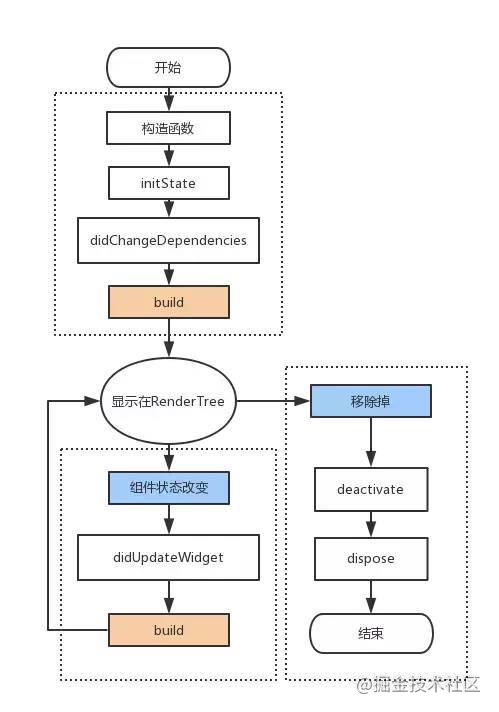 开始
构造函数
initState
didChangeDependencies
build
显示在RenderTree
组件状态改变
didUpdateWidget
build
移除掉
deactivate
dispose
结束
@掘金技术社区